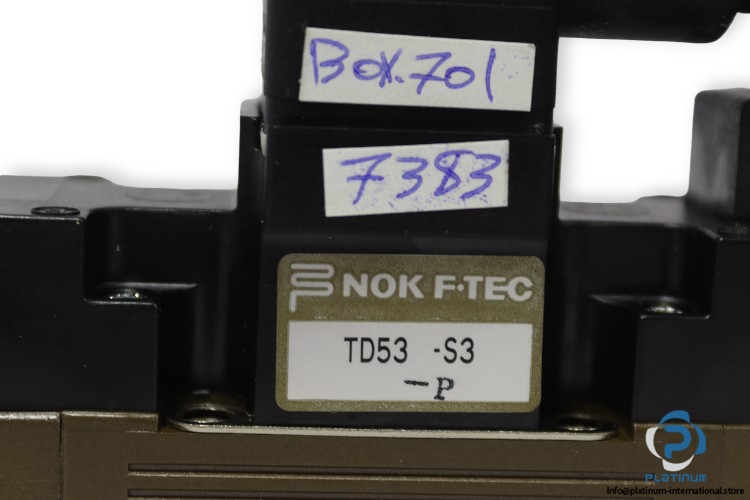 Box.701
7383
NOK F·TEC
TD53 -S3
-P
PLATINUM
Info@platinum-international.store